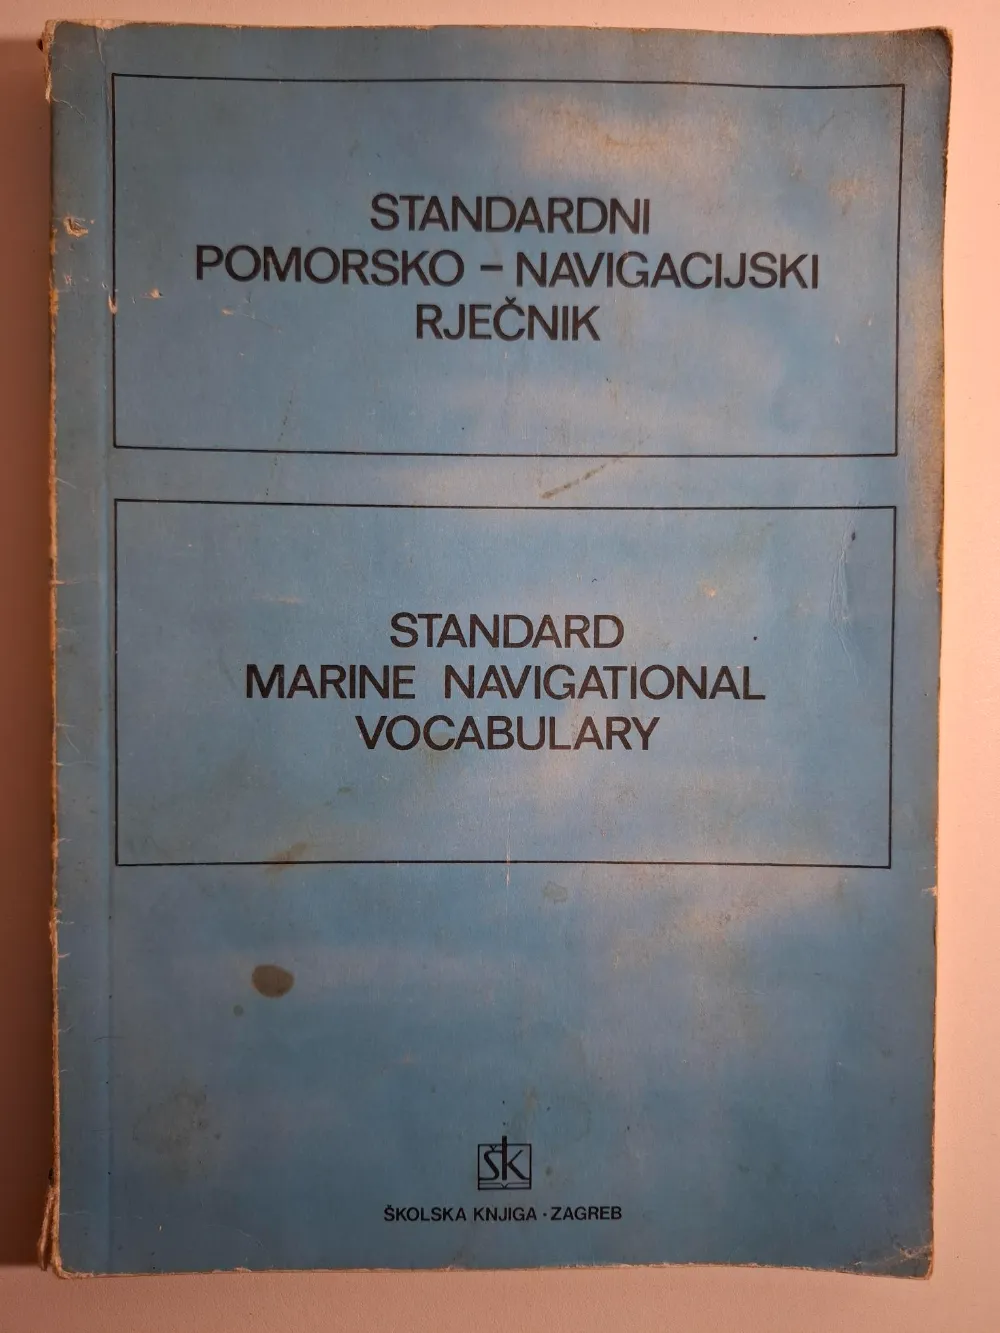 STANDARDNI
POMORSKO – NAVIGACIJSKI
RJEČNIK
STANDARD
MARINE NAVIGATIONAL
VOCABULARY
šk
ŠKOLSKA KNJIGA · ZAGREB